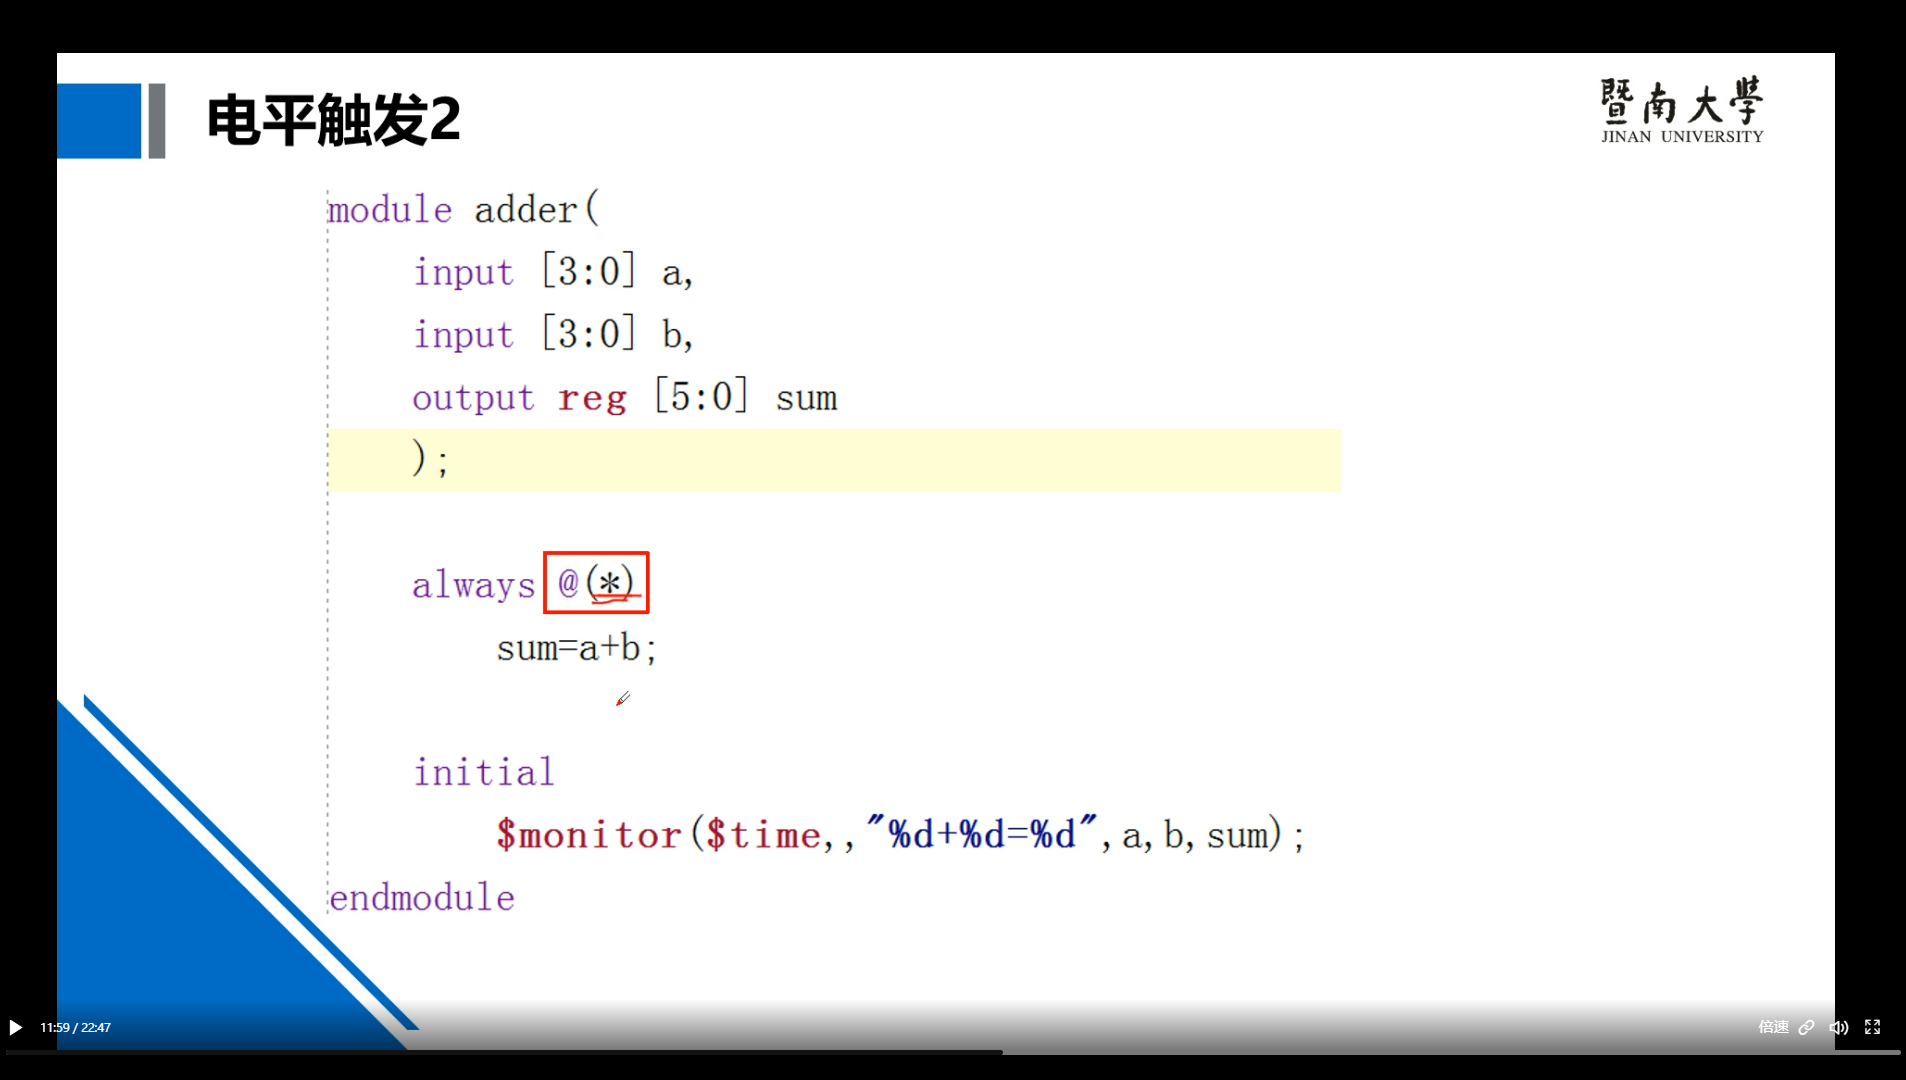 电平触发2
暨南大學
JINAN UNIVERSITY
module adder(
input [3:0] a,
input [3:0] b,
output reg [5:0] sum
);
always @(*)
sum=a+b;
initial
$monitor($time,,"%d+%d=%d",a,b,sum);
endmodule
11:59 / 22:47
倍速